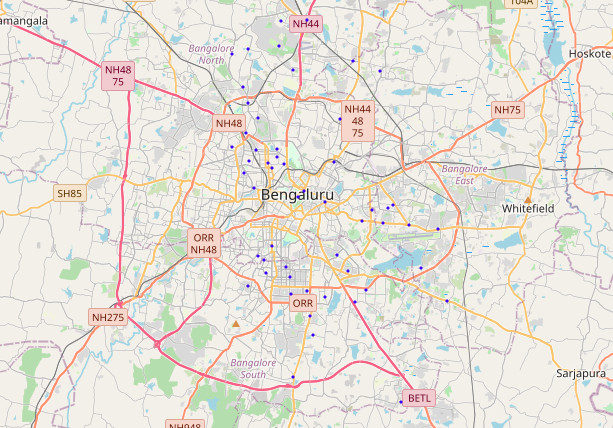 104A
amangala
NH44
Bangalore
North
Hoskote
NH48
75
NH44
48
75
NH75
NH48
Bangalore
East
SH85
Bengaluru
Whitefield
ORR
NH48
ORR
NH275
Bangalore
South
Sarjapura
BETL
NH948